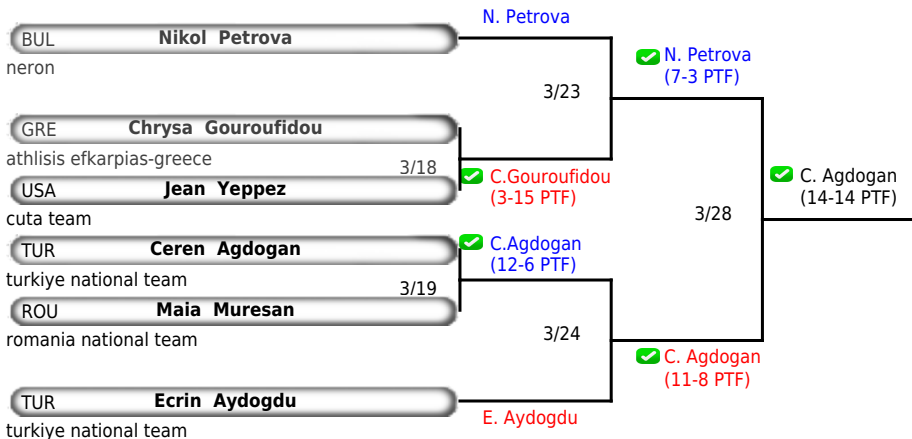 N. Petrova
BUL Nikol Petrova
neron
N. Petrova
(7-3 PTF)
3/23
GRE Chrysa Gouroufidou
athlisis efkarpias-greece
3/18
C.Gouroufidou
(3-15 PTF)
USA Jean Yeppez
cuta team
C. Agdogan
(14-14 PTF)
3/28
TUR Ceren Agdogan
turkiye national team
C.Agdogan
(12-6 PTF)
3/19
ROU Maia Muresan
romania national team
3/24
C. Agdogan
(11-8 PTF)
TUR Ecrin Aydogdu
turkiye national team
E. Aydogdu